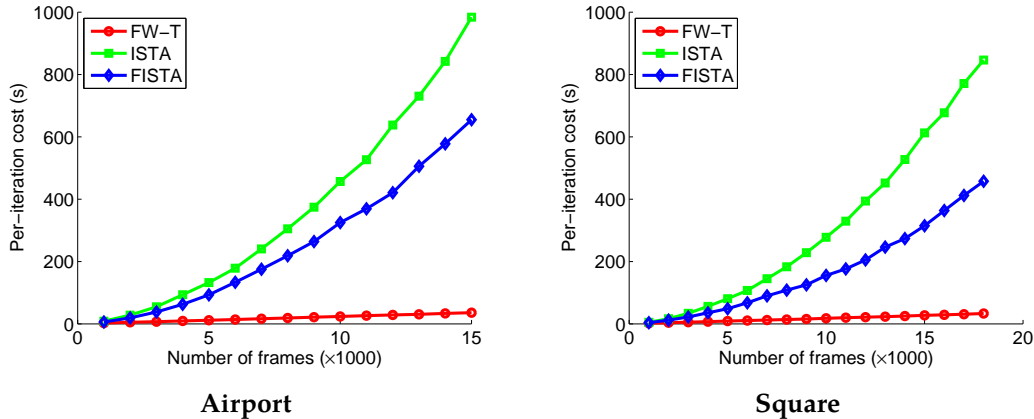 1000
800
600
400
200
0
Per−iteration cost (s)
FW−T
ISTA
FISTA
0 5 10 15
Number of frames (×1000)
Airport
1000
800
600
400
200
0
Per−iteration cost (s)
FW−T
ISTA
FISTA
0 5 10 15 20
Number of frames (×1000)
Square